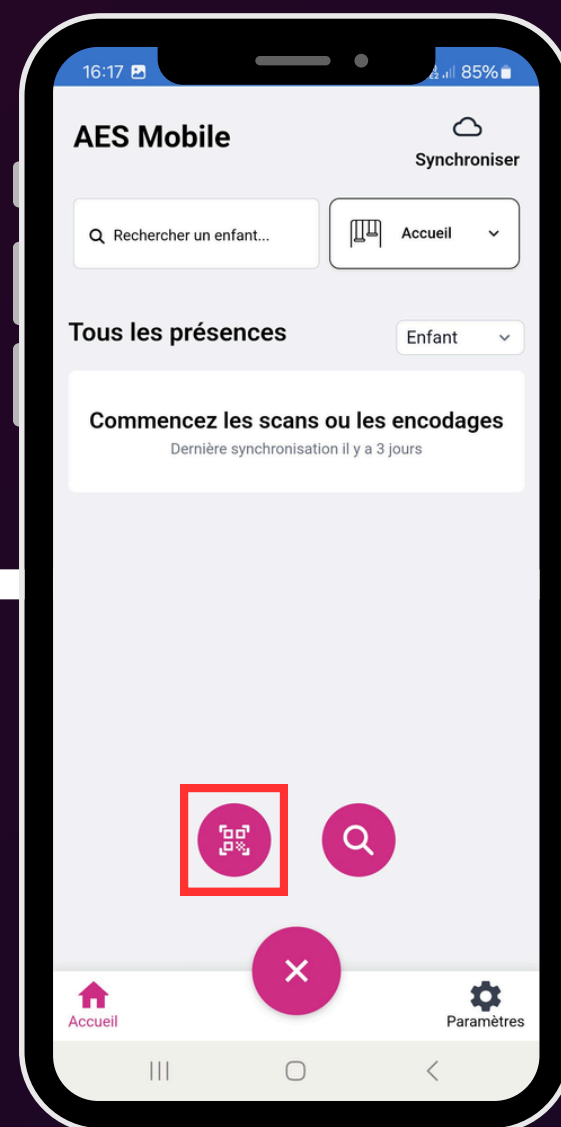 16:17
85%
AES Mobile
Synchroniser
Rechercher un enfant...
Accueil
Tous les présences
Enfant
Commencez les scans ou les encodages
Dernière synchronisation il y a 3 jours
Accueil
Paramètres